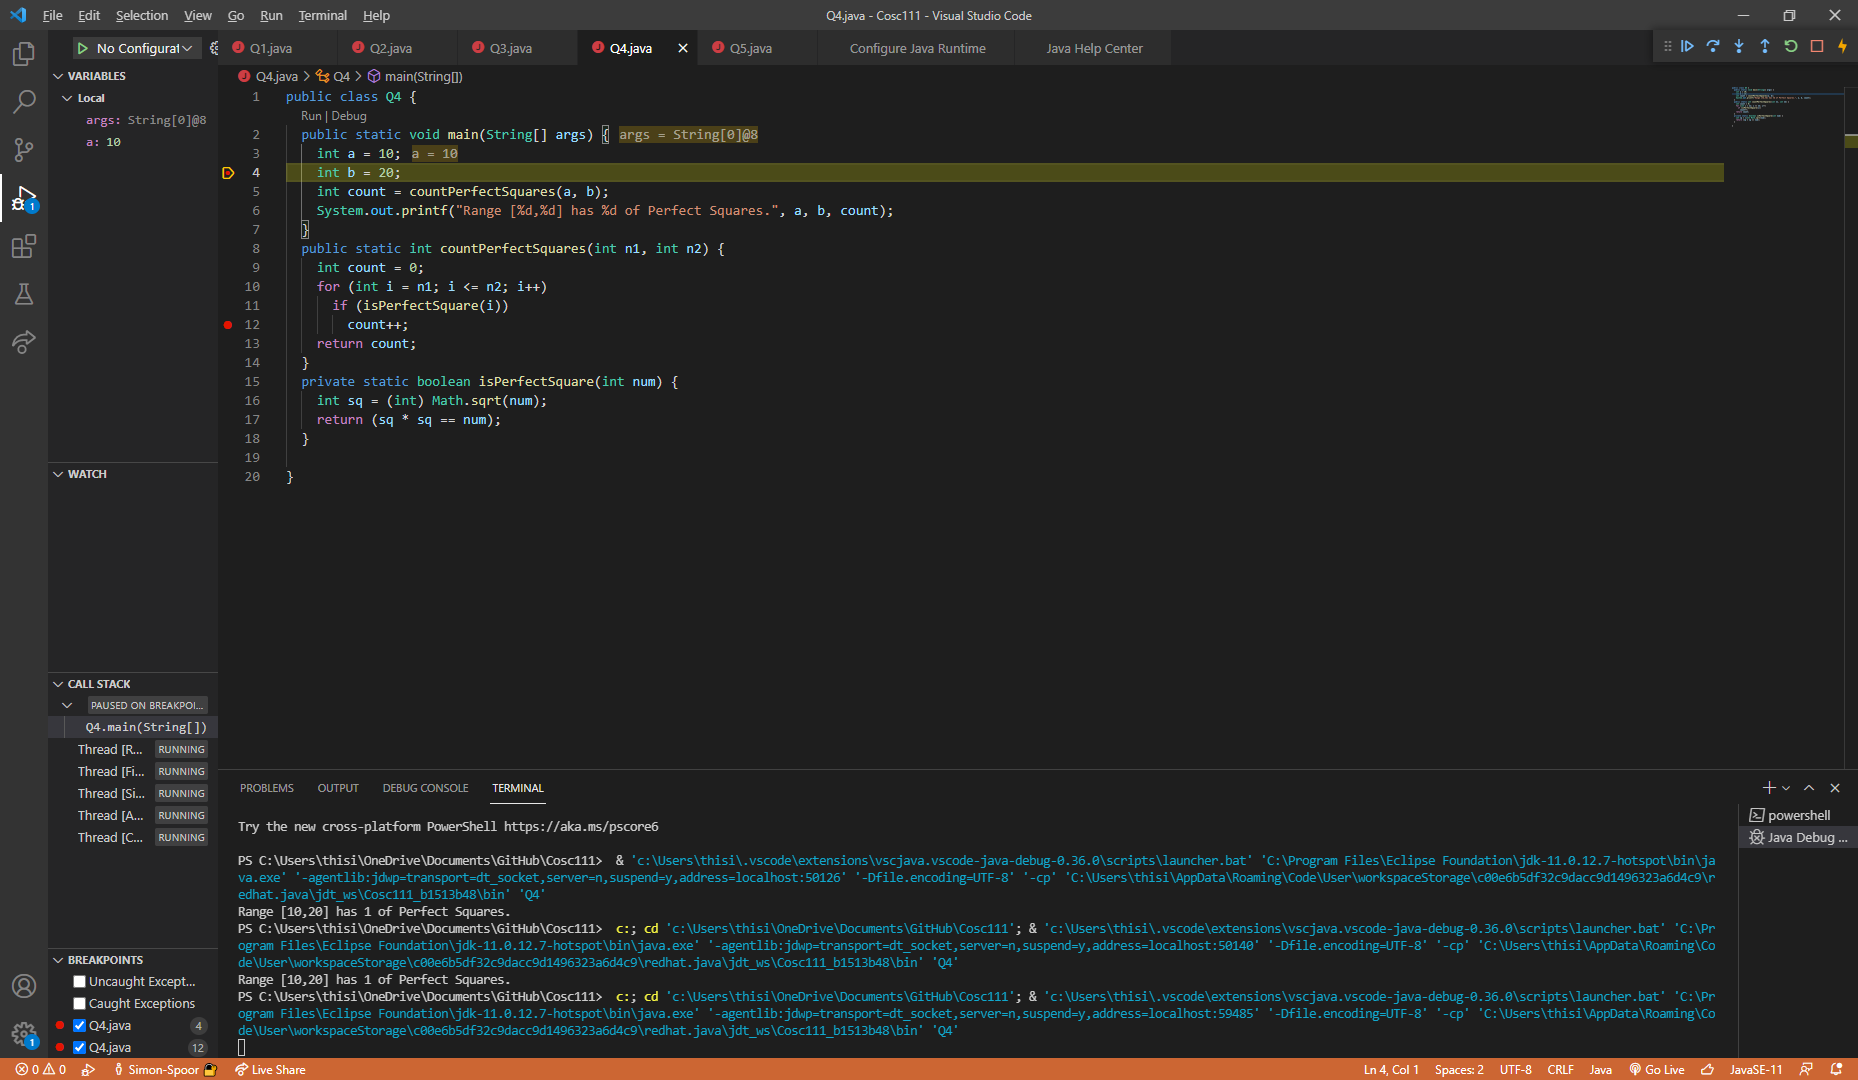 File Edit Selection View Go Run Terminal Help
Q4.java - Cosc111 - Visual Studio Code
No Configurat
Q1.java
Q2.java
Q3.java
Q4.java
Q5.java
Configure Java Runtime
Java Help Center
VARIABLES
Local
args: String[0]@8
a: 10
WATCH
CALL STACK
PAUSED ON BREAKPOI...
Q4.main(String[])
Thread [R... RUNNING
Thread [Fi... RUNNING
Thread [Si... RUNNING
Thread [A... RUNNING
Thread [C... RUNNING
BREAKPOINTS
Uncaught Except...
Caught Exceptions
Q4.java 4
Q4.java 12
1
1
Q4.java > Q4 > main(String[])
1 public class Q4 {
Run | Debug
2 public static void main(String[] args) { args = String[0]@8
3 int a = 10; a = 10
4 int b = 20;
5 int count = countPerfectSquares(a, b);
6 System.out.printf("Range [%d,%d] has %d of Perfect Squares.", a, b, count);
7 }
8 public static int countPerfectSquares(int n1, int n2) {
9 int count = 0;
10 for (int i = n1; i <= n2; i++)
11 if (isPerfectSquare(i))
12 count++;
13 return count;
14 }
15 private static boolean isPerfectSquare(int num) {
16 int sq = (int) Math.sqrt(num);
17 return (sq * sq == num);
18 }
19
20 }
PROBLEMS OUTPUT DEBUG CONSOLE TERMINAL
powershell
Java Debug ...
Try the new cross-platform PowerShell https://aka.ms/pscore6
PS C:\Users\thisi\OneDrive\Documents\GitHub\Cosc111> & 'c:\Users\thisi\.vscode\extensions\vscjava.vscode-java-debug-0.36.0\scripts\launcher.bat' 'C:\Program Files\Eclipse Foundation\jdk-11.0.12.7-hotspot\bin\ja
va.exe' '-agentlib:jdwp=transport=dt_socket,server=n,suspend=y,address=localhost:50126' '-Dfile.encoding=UTF-8' '-cp' 'C:\Users\thisi\AppData\Roaming\Code\User\workspaceStorage\c00e6b5df32c9dacc9d1496323a6d4c9\r
edhat.java\jdt_ws\Cosc111_b1513b48\bin' 'Q4'
Range [10,20] has 1 of Perfect Squares.
PS C:\Users\thisi\OneDrive\Documents\GitHub\Cosc111> c:; cd 'c:\Users\thisi\OneDrive\Documents\GitHub\Cosc111'; & 'c:\Users\thisi\.vscode\extensions\vscjava.vscode-java-debug-0.36.0\scripts\launcher.bat' 'C:\Pr
ogram Files\Eclipse Foundation\jdk-11.0.12.7-hotspot\bin\java.exe' '-agentlib:jdwp=transport=dt_socket,server=n,suspend=y,address=localhost:50140' '-Dfile.encoding=UTF-8' '-cp' 'C:\Users\thisi\AppData\Roaming\Co
de\User\workspaceStorage\c00e6b5df32c9dacc9d1496323a6d4c9\redhat.java\jdt_ws\Cosc111_b1513b48\bin' 'Q4'
Range [10,20] has 1 of Perfect Squares.
PS C:\Users\thisi\OneDrive\Documents\GitHub\Cosc111> c:; cd 'c:\Users\thisi\OneDrive\Documents\GitHub\Cosc111'; & 'c:\Users\thisi\.vscode\extensions\vscjava.vscode-java-debug-0.36.0\scripts\launcher.bat' 'C:\Pr
ogram Files\Eclipse Foundation\jdk-11.0.12.7-hotspot\bin\java.exe' '-agentlib:jdwp=transport=dt_socket,server=n,suspend=y,address=localhost:59485' '-Dfile.encoding=UTF-8' '-cp' 'C:\Users\thisi\AppData\Roaming\Co
de\User\workspaceStorage\c00e6b5df32c9dacc9d1496323a6d4c9\redhat.java\jdt_ws\Cosc111_b1513b48\bin' 'Q4'
0 0 Simon-Spoor Live Share Ln 4, Col 1 Spaces: 2 UTF-8 CRLF Java Go Live JavaSE-11